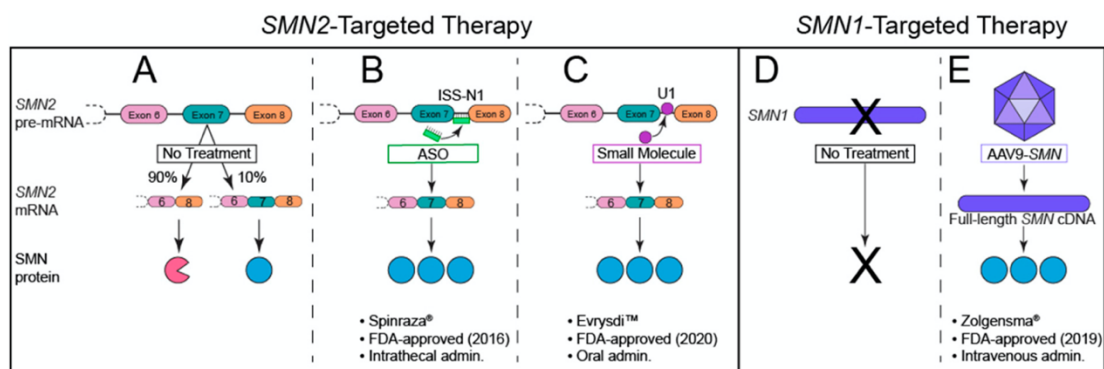 SMN2-Targeted Therapy
SMN1-Targeted Therapy
A
SMN2
pre-mRNA
Exon 6
Exon 7
Exon 8
No Treatment
90%
10%
SMN2
mRNA
6
8
6
7
8
SMN
protein
B
ISS-N1
Exon 6
Exon 7
Exon 8
ASO
6
7
8
• Spinraza®
• FDA-approved (2016)
• Intrathecal admin.
C
U1
Exon 6
Exon 7
Exon 8
Small Molecule
6
7
8
• Evrysdi™
• FDA-approved (2020)
• Oral admin.
D
SMN1
X
No Treatment
X
E
AAV9-SMN
Full-length SMN cDNA
• Zolgensma®
• FDA-approved (2019)
• Intravenous admin.